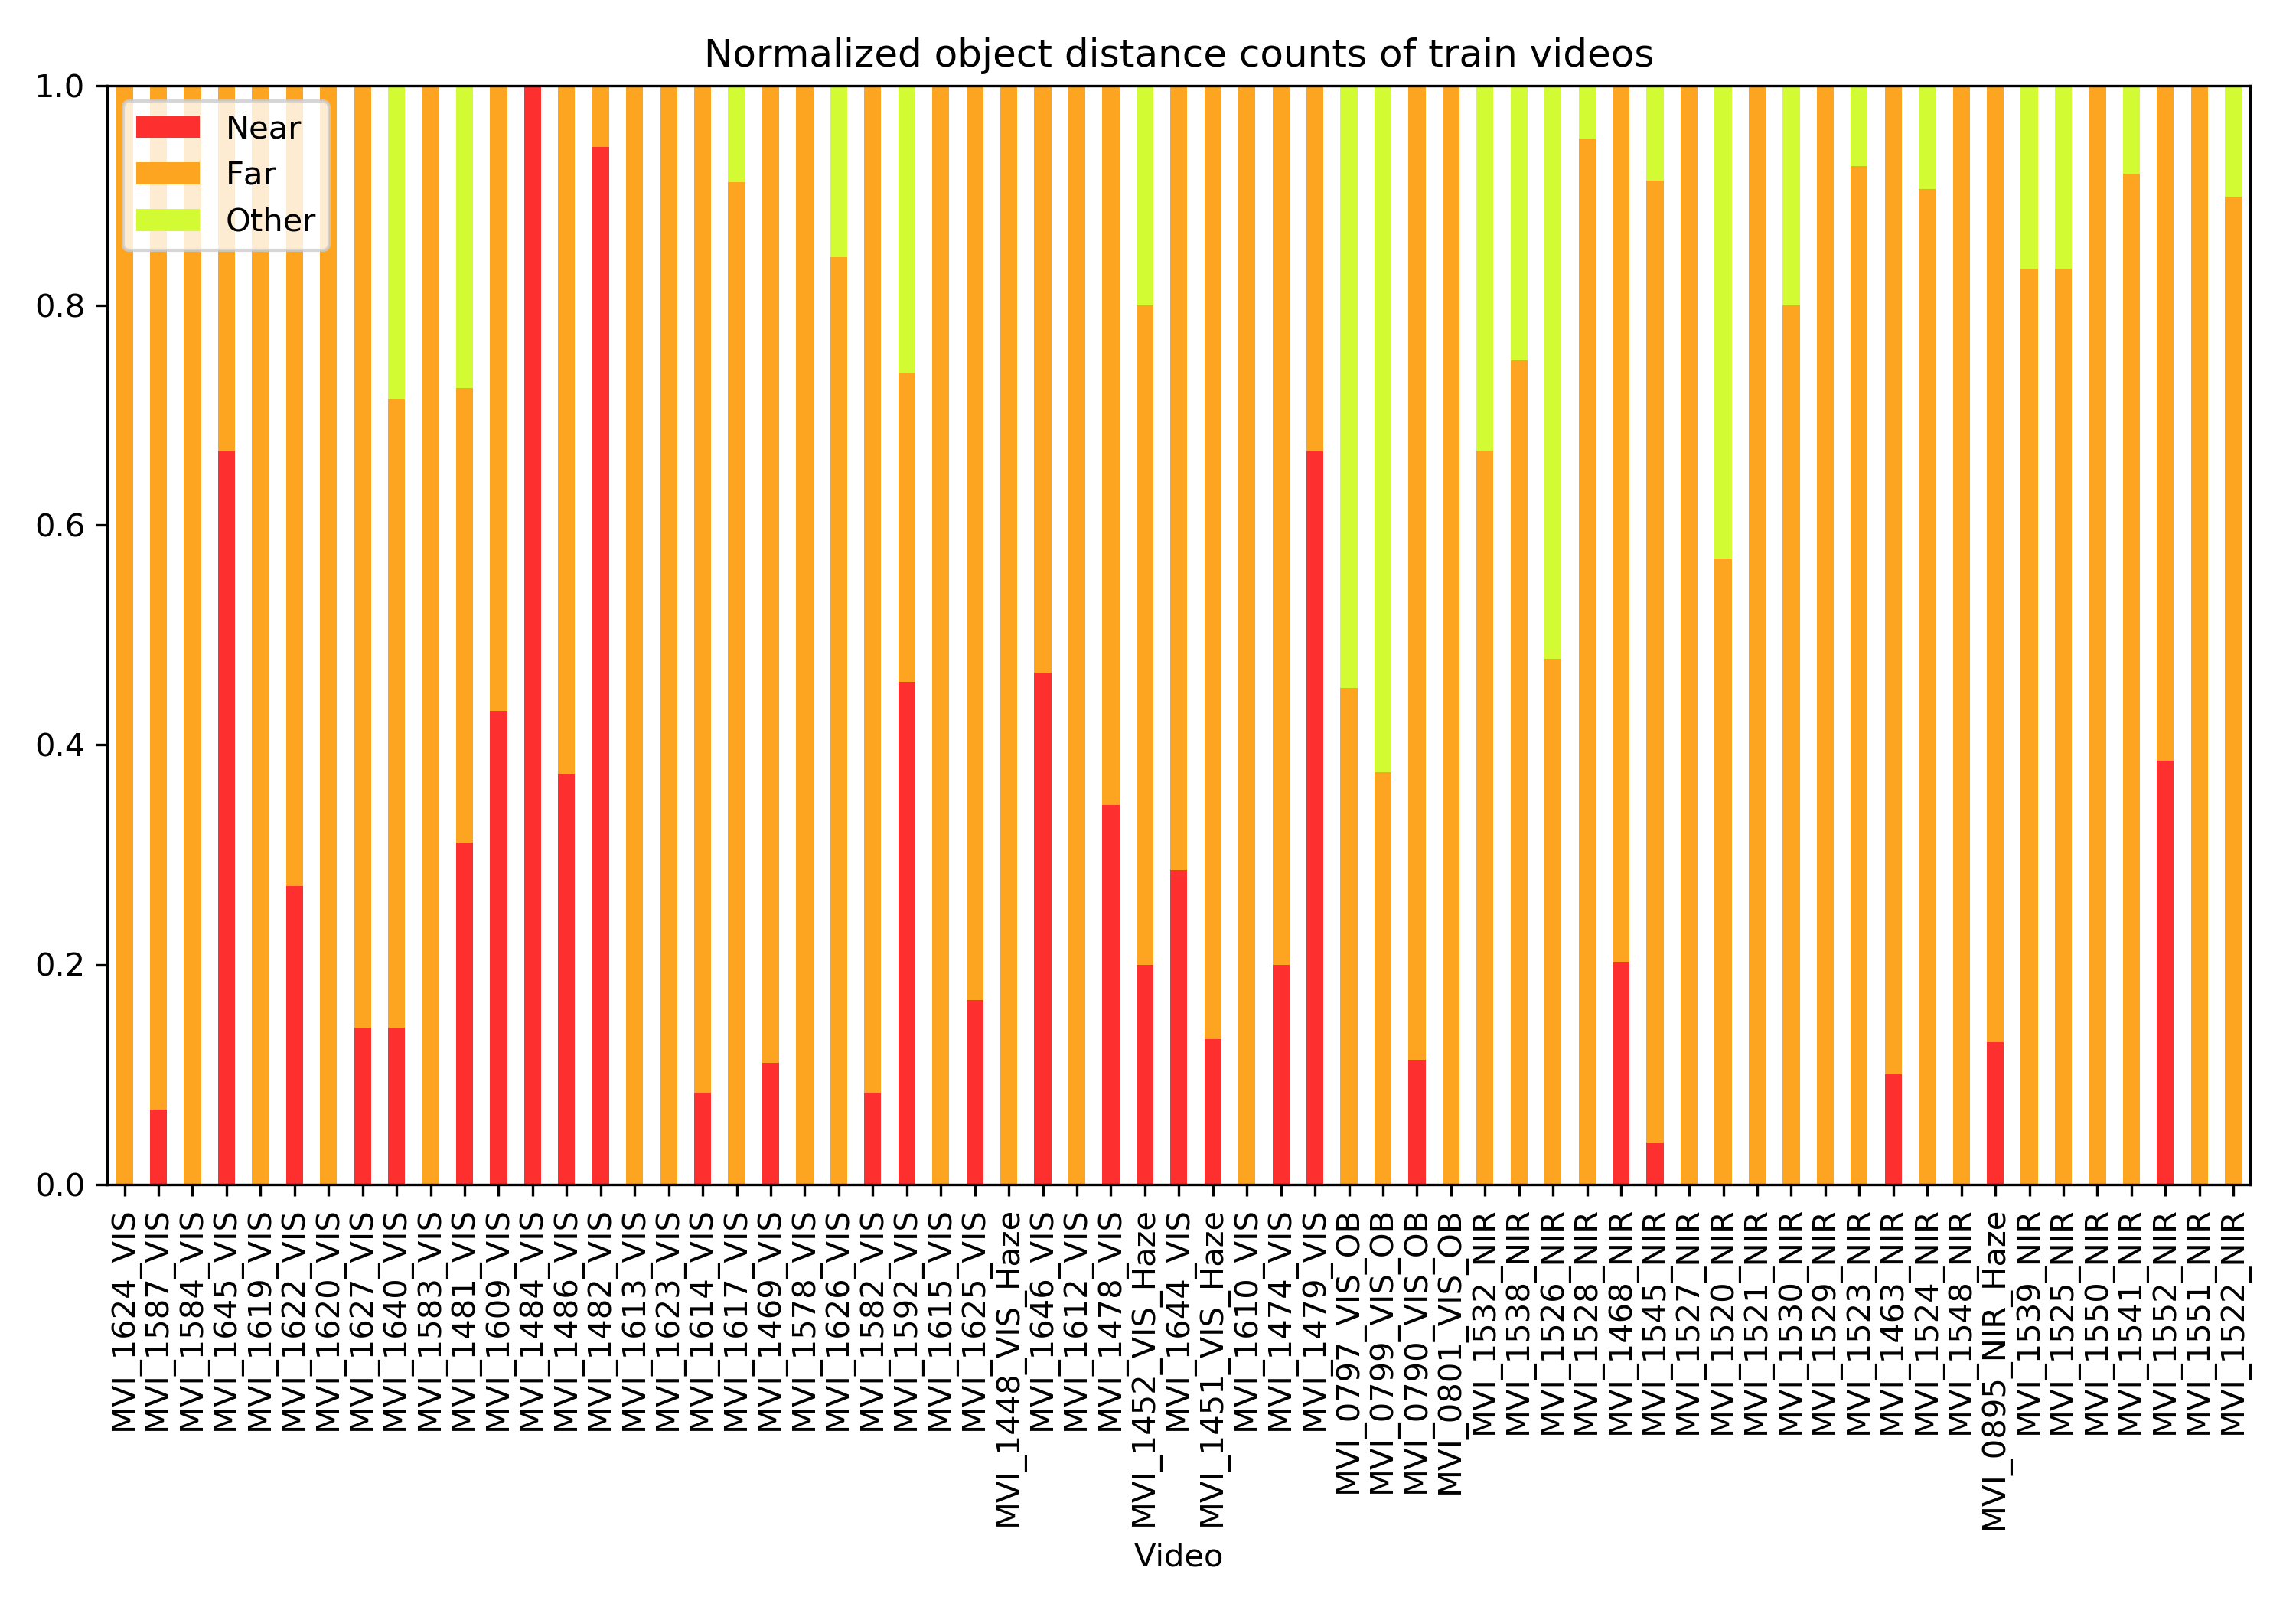 Normalized object distance counts of train videos
1.0
0.8
0.6
0.4
0.2
0.0
Near
Far
Other
MVI_1624_VIS
MVI_1587_VIS
MVI_1584_VIS
MVI_1645_VIS
MVI_1619_VIS
MVI_1622_VIS
MVI_1620_VIS
MVI_1627_VIS
MVI_1640_VIS
MVI_1583_VIS
MVI_1481_VIS
MVI_1609_VIS
MVI_1484_VIS
MVI_1486_VIS
MVI_1482_VIS
MVI_1613_VIS
MVI_1623_VIS
MVI_1614_VIS
MVI_1617_VIS
MVI_1469_VIS
MVI_1578_VIS
MVI_1626_VIS
MVI_1582_VIS
MVI_1592_VIS
MVI_1615_VIS
MVI_1625_VIS
MVI_1448_VIS_Haze
MVI_1646_VIS
MVI_1612_VIS
MVI_1478_VIS
MVI_1452_VIS_Haze
MVI_1644_VIS
MVI_1451_VIS_Haze
MVI_1610_VIS
MVI_1474_VIS
MVI_1479_VIS
MVI_0797_VIS_OB
MVI_0799_VIS_OB
MVI_0790_VIS_OB
MVI_0801_VIS_OB
MVI_1532_NIR
MVI_1538_NIR
MVI_1526_NIR
MVI_1528_NIR
MVI_1468_NIR
MVI_1545_NIR
MVI_1527_NIR
MVI_1520_NIR
MVI_1521_NIR
MVI_1530_NIR
MVI_1529_NIR
MVI_1523_NIR
MVI_1463_NIR
MVI_1524_NIR
MVI_1548_NIR
MVI_0895_NIR_Haze
MVI_1539_NIR
MVI_1525_NIR
MVI_1550_NIR
MVI_1541_NIR
MVI_1552_NIR
MVI_1551_NIR
MVI_1522_NIR
Video